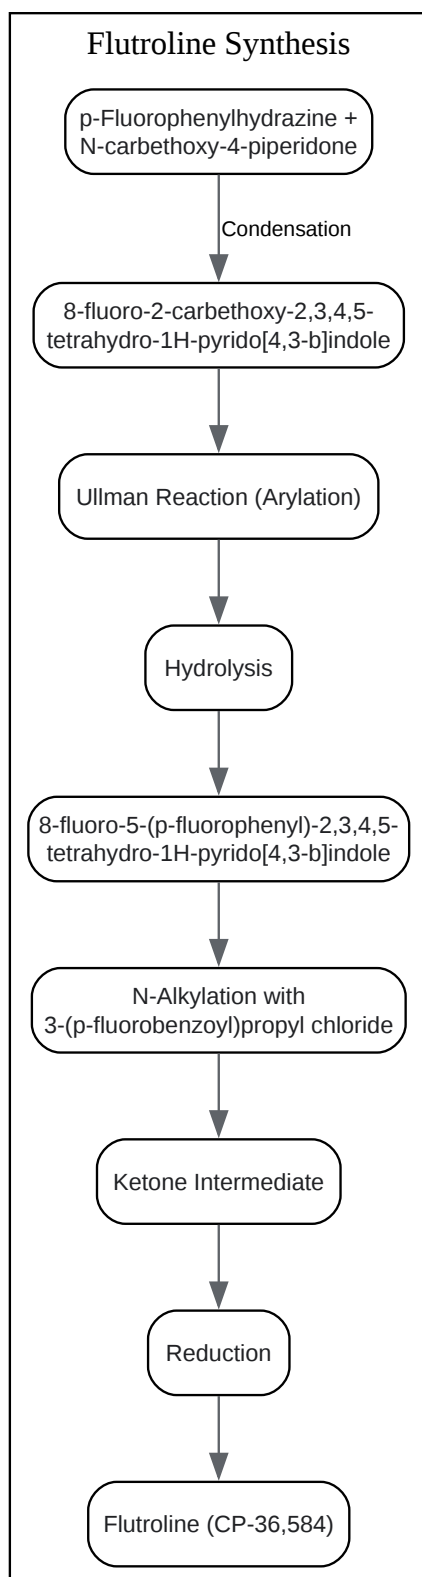 Flutroline Synthesis
p-Fluorophenylhydrazine +
N-carbethoxy-4-piperidone
Condensation
8-fluoro-2-carbethoxy-2,3,4,5-
tetrahydro-1H-pyrido[4,3-b]indole
Ullman Reaction (Arylation)
Hydrolysis
8-fluoro-5-(p-fluorophenyl)-2,3,4,5-
tetrahydro-1H-pyrido[4,3-b]indole
N-Alkylation with
3-(p-fluorobenzoyl)propyl chloride
Ketone Intermediate
Reduction
Flutroline (CP-36,584)